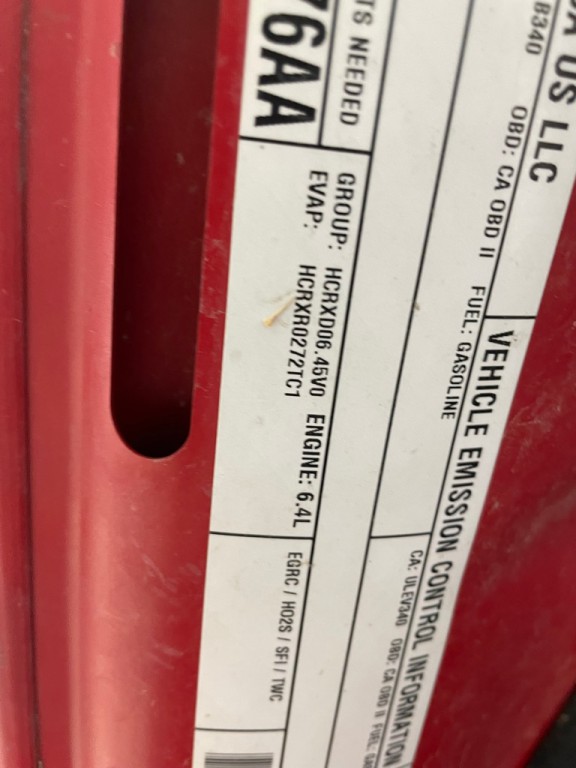 US LLC
VEHICLE EMISSION CONTROL INFORMATION
OBD: CA OBD II FUEL: GASOLINE
CA: ULEV340 OBD: CA OBD II FUEL:
TS NEEDED
GROUP: HCRXD06.45V0 ENGINE: 6.4L
EVAP: HCRXR0272TC1
EGRC / HO2S / SFI / TWC
76AA